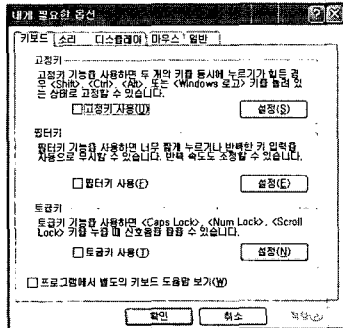 내게 필요한 옵션
키보드 소리 디스플레이 마우스 일반
고정키
고정키 기능을 사용하면 두 개의 키를 동시에 누르기가 힘든 경
우 <Shift>, <Ctrl>, <Alt>, 또는 <Windows 로고> 키를 눌려 있
는 상태로 고정할 수 있습니다.
고정키 사용(U) 설정(S)
필터키
필터키 기능을 사용하면 너무 짧게 누르거나 반복한 키 입력을
자동으로 무시할 수 있습니다. 반복 속도도 조정할 수 있습니다.
필터키 사용(F) 설정(E)
토글키
토글키 기능을 사용하면 <Caps Lock>, <Num Lock>, <Scroll
Lock> 키를 누를 때 신호음을 들을 수 있습니다.
토글키 사용(T) 설정(N)
프로그램에서 별도의 키보드 도움말 보기(W)
확인 취소